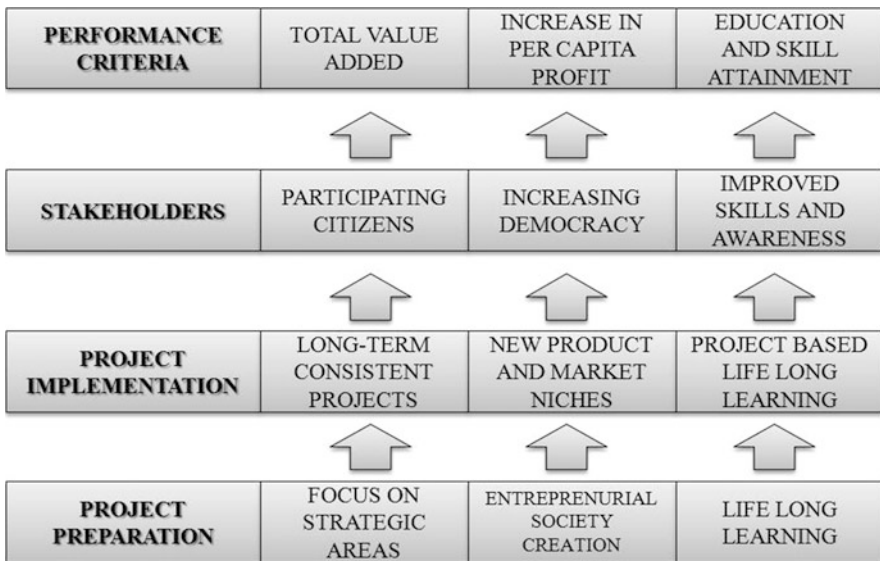 PERFORMANCE
CRITERIA
TOTAL VALUE
ADDED
INCREASE IN
PER CAPITA
PROFIT
EDUCATION
AND SKILL
ATTAINMENT
STAKEHOLDERS
PARTICIPATING
CITIZENS
INCREASING
DEMOCRACY
IMPROVED
SKILLS AND
AWARENESS
PROJECT
IMPLEMENTATION
LONG-TERM
CONSISTENT
PROJECTS
NEW PRODUCT
AND MARKET
NICHES
PROJECT BASED
LIFE LONG
LEARNING
PROJECT
PREPARATION
FOCUS ON
STRATEGIC
AREAS
ENTREPRENURIAL
SOCIETY
CREATION
LIFE LONG
LEARNING